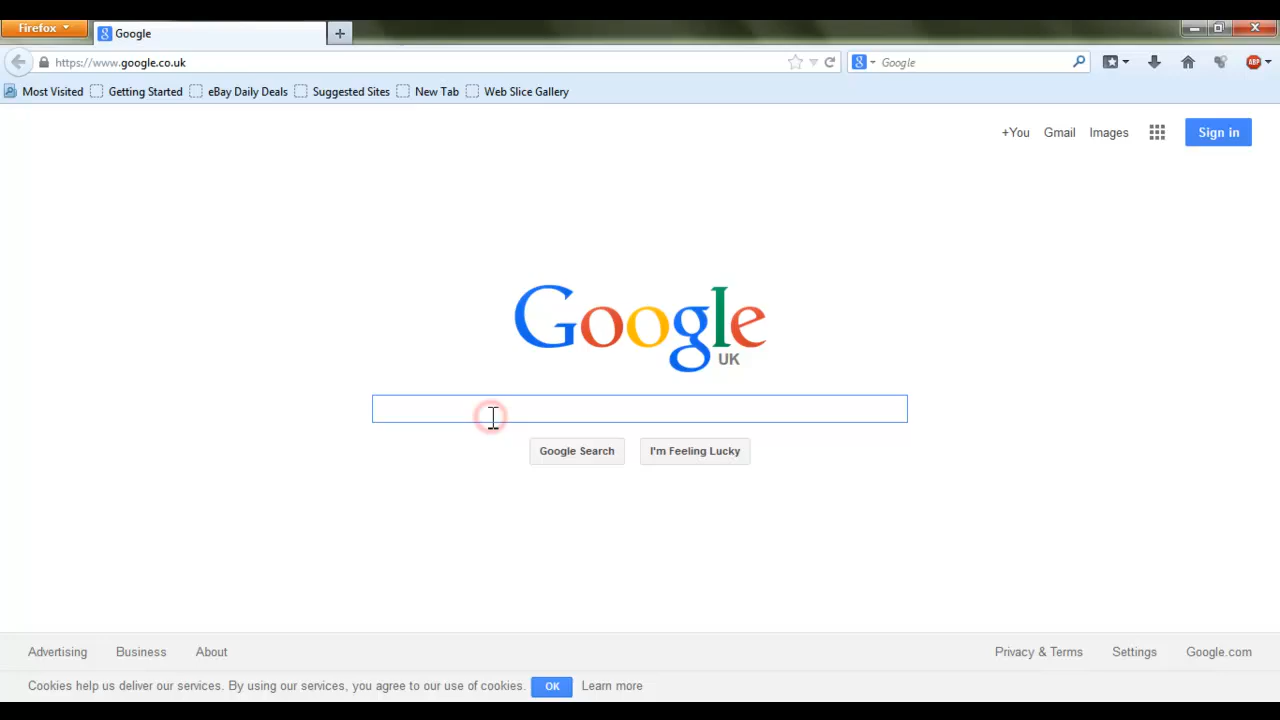 Firefox
Google
https://www.google.co.uk
Google
Most Visited Getting Started eBay Daily Deals Suggested Sites New Tab Web Slice Gallery
+You Gmail Images Sign in
Google
UK
Google Search I'm Feeling Lucky
Advertising Business About Privacy & Terms Settings Google.com
Cookies help us deliver our services. By using our services, you agree to our use of cookies. OK Learn more